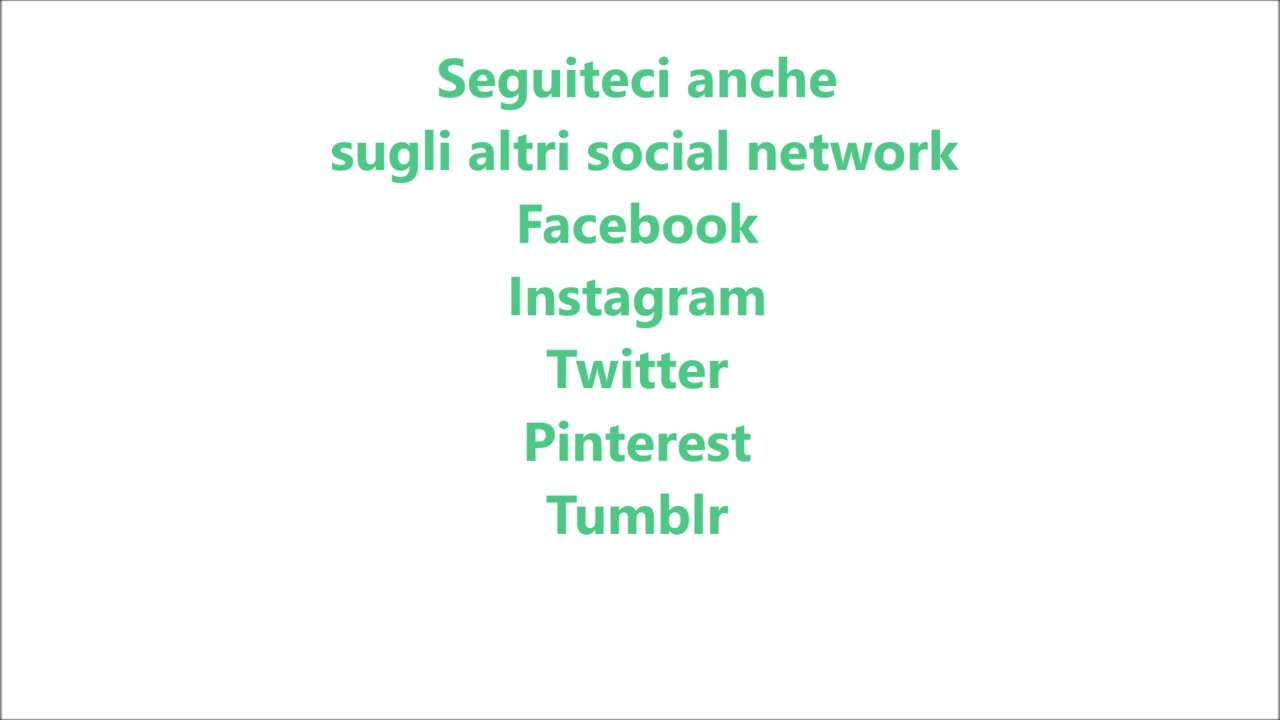 Seguiteci anche
sugli altri social network
Facebook
Instagram
Twitter
Pinterest
Tumblr